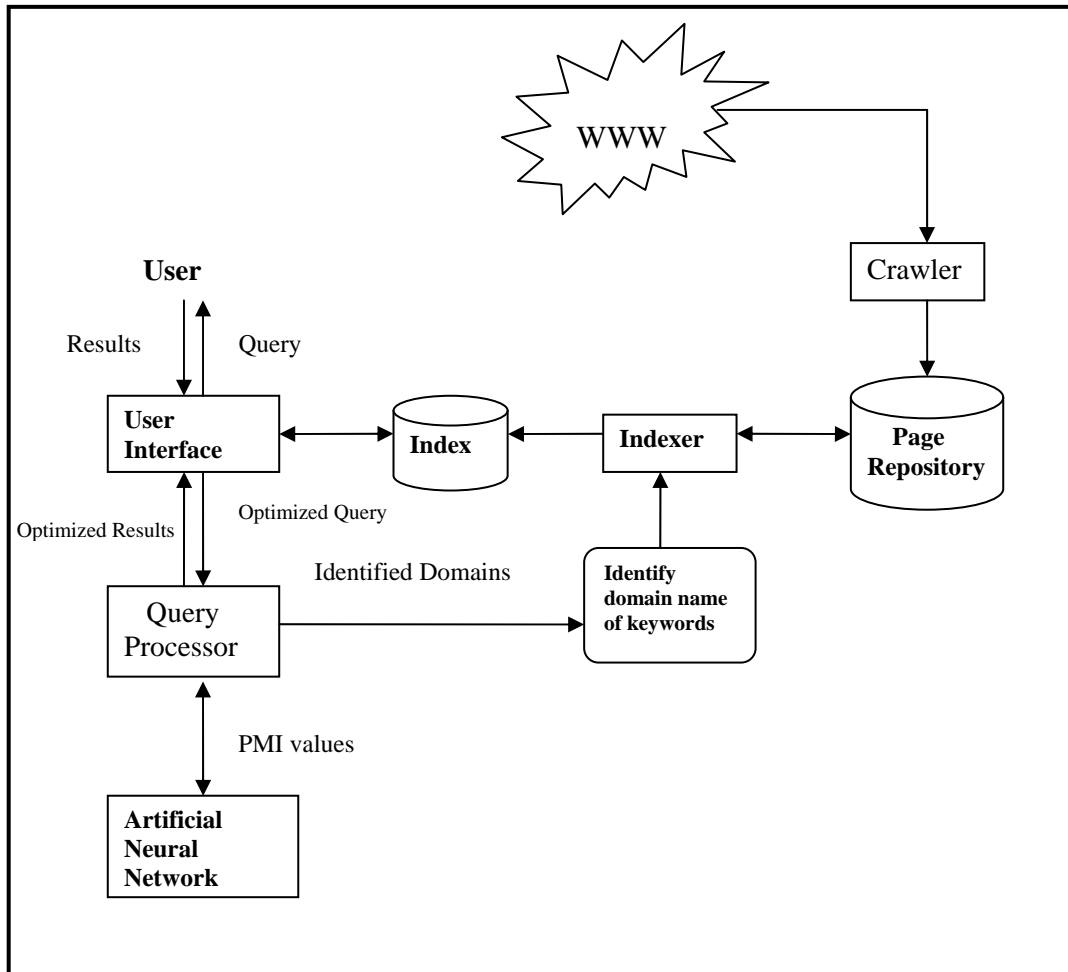 WWW
Crawler
User
Results
Query
User
Interface
Index
Indexer
Page
Repository
Optimized Query
Optimized Results
Identified Domains
Identify
domain name
of keywords
Query
Processor
PMI values
Artificial
Neural
Network